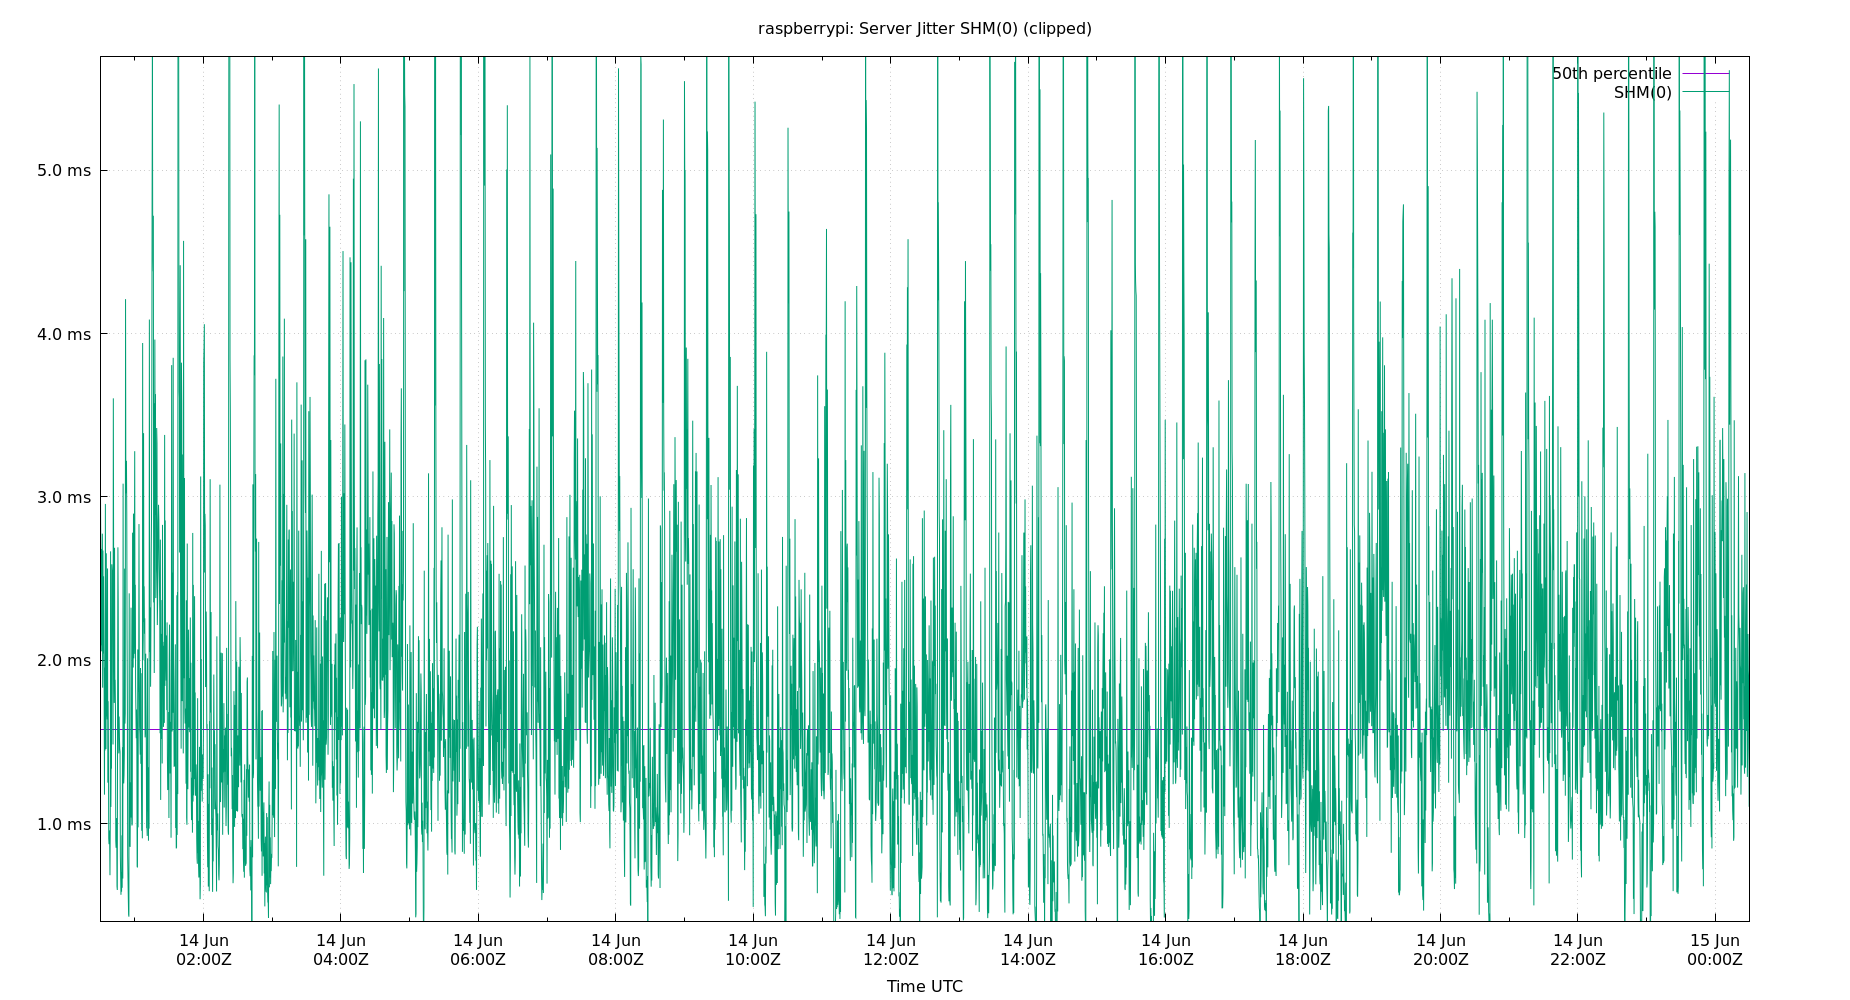 raspberrypi: Server Jitter SHM(0) (clipped)
50th percentile
SHM(0)
5.0 ms
4.0 ms
3.0 ms
2.0 ms
1.0 ms
14 Jun 14 Jun 14 Jun 14 Jun 14 Jun 14 Jun 14 Jun 14 Jun 14 Jun 14 Jun 14 Jun 15 Jun
02:00Z 04:00Z 06:00Z 08:00Z 10:00Z 12:00Z 14:00Z 16:00Z 18:00Z 20:00Z 22:00Z 00:00Z
Time UTC